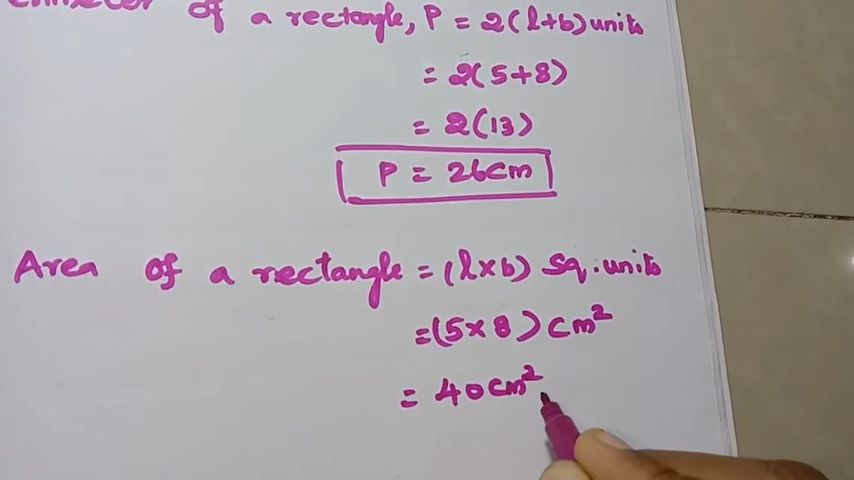 of a rectangle, P = 2(l+b) units
= 2(5+8)
= 2(13)
P = 26cm
Area of a rectangle = (l×b) Sq.units
=(5×8) cm²
= 40cm²